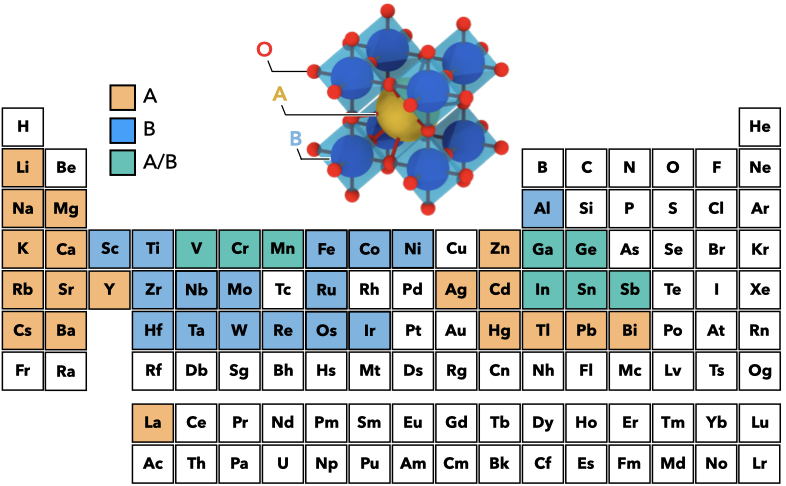 O
A
B
A
B
A/B
H He
Li Be B C N O F Ne
Na Mg Al Si P S Cl Ar
K Ca Sc Ti V Cr Mn Fe Co Ni Cu Zn Ga Ge As Se Br Kr
Rb Sr Y Zr Nb Mo Tc Ru Rh Pd Ag Cd In Sn Sb Te I Xe
Cs Ba Hf Ta W Re Os Ir Pt Au Hg Tl Pb Bi Po At Rn
Fr Ra Rf Db Sg Bh Hs Mt Ds Rg Cn Nh Fl Mc Lv Ts Og
La Ce Pr Nd Pm Sm Eu Gd Tb Dy Ho Er Tm Yb Lu
Ac Th Pa U Np Pu Am Cm Bk Cf Es Fm Md No Lr